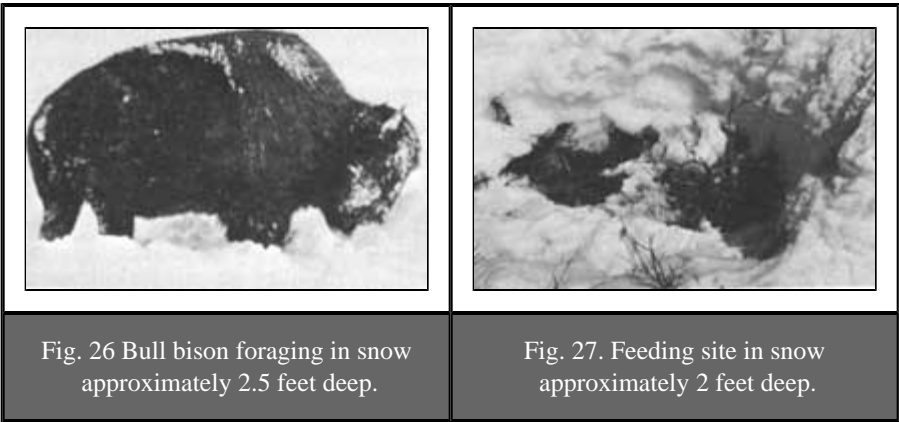 Fig. 26 Bull bison foraging in snow
approximately 2.5 feet deep.
Fig. 27. Feeding site in snow
approximately 2 feet deep.